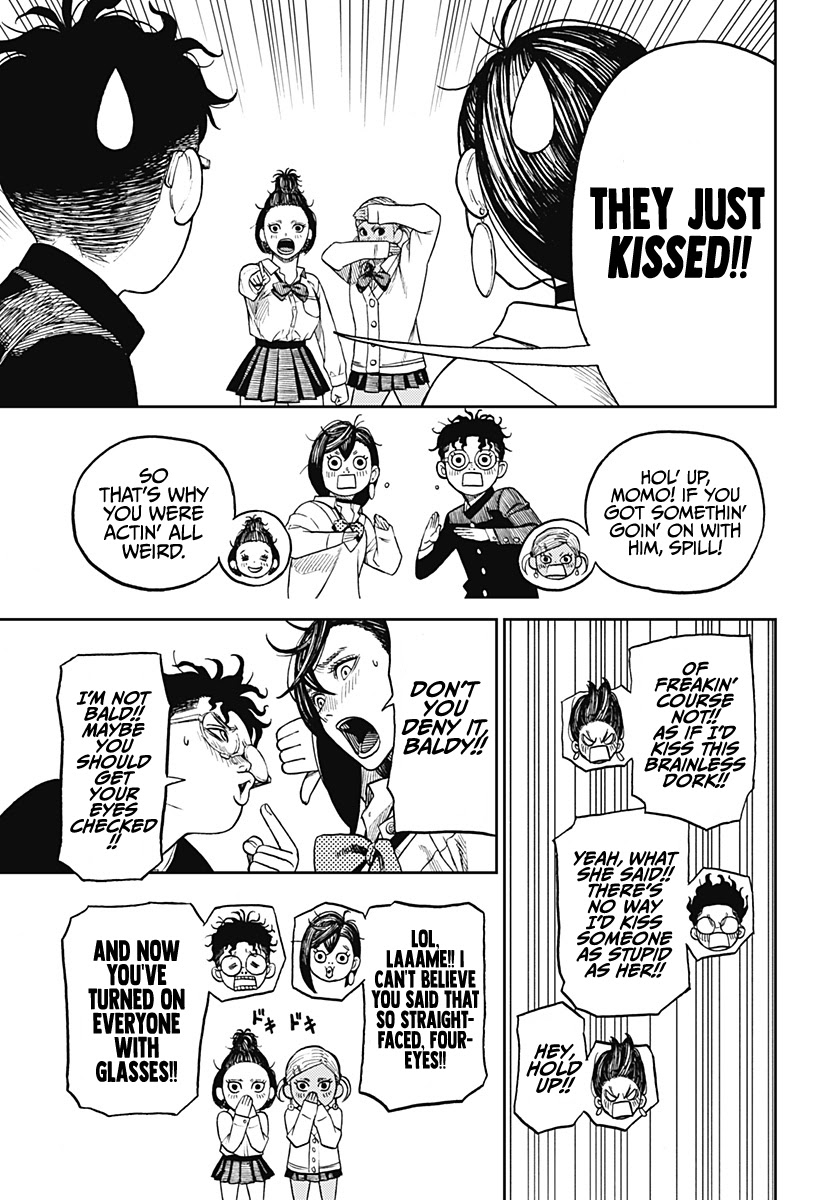 THEY JUST
KISSED!!
HOL' UP,
MOMO! IF YOU
GOT SOMETHIN'
GOIN' ON WITH
HIM, SPILL!
SO
THAT'S WHY
YOU WERE
ACTIN' ALL
WEIRD.
OF
FREAKIN'
COURSE
NOT!!
AS IF I'D
KISS THIS
BRAINLESS
DORK!!
YEAH, WHAT
SHE SAID!!
THERE'S
NO WAY
I'D KISS
SOMEONE
AS STUPID
AS HER!!
HEY,
HOLD
UP!!
DON'T
YOU
DENY IT,
BALDY!!
I'M NOT
BALD!!
MAYBE
YOU
SHOULD
GET
YOUR
EYES
CHECKED
!!
LOL,
LAAAME!! I
CAN'T BELIEVE
YOU SAID THAT
SO STRAIGHT-
FACED, FOUR-
EYES!!
AND NOW
YOU'VE
TURNED ON
EVERYONE
WITH
GLASSES!!
ドキ
ドキ